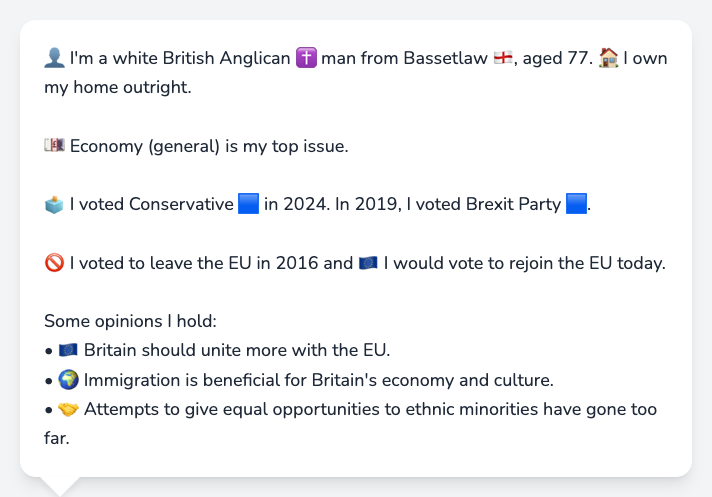 👤 I'm a white British Anglican ✝️ man from Bassetlaw 🏴󠁧󠁢󠁥󠁮󠁧󠁿, aged 77. 🏠 I own
my home outright.
💷 Economy (general) is my top issue.
🗳️ I voted Conservative 🟦 in 2024. In 2019, I voted Brexit Party 🟦.
🚫 I voted to leave the EU in 2016 and 🇪🇺 I would vote to rejoin the EU today.
Some opinions I hold:
• 🇪🇺 Britain should unite more with the EU.
• 🌍 Immigration is beneficial for Britain's economy and culture.
• 🤝 Attempts to give equal opportunities to ethnic minorities have gone too
far.